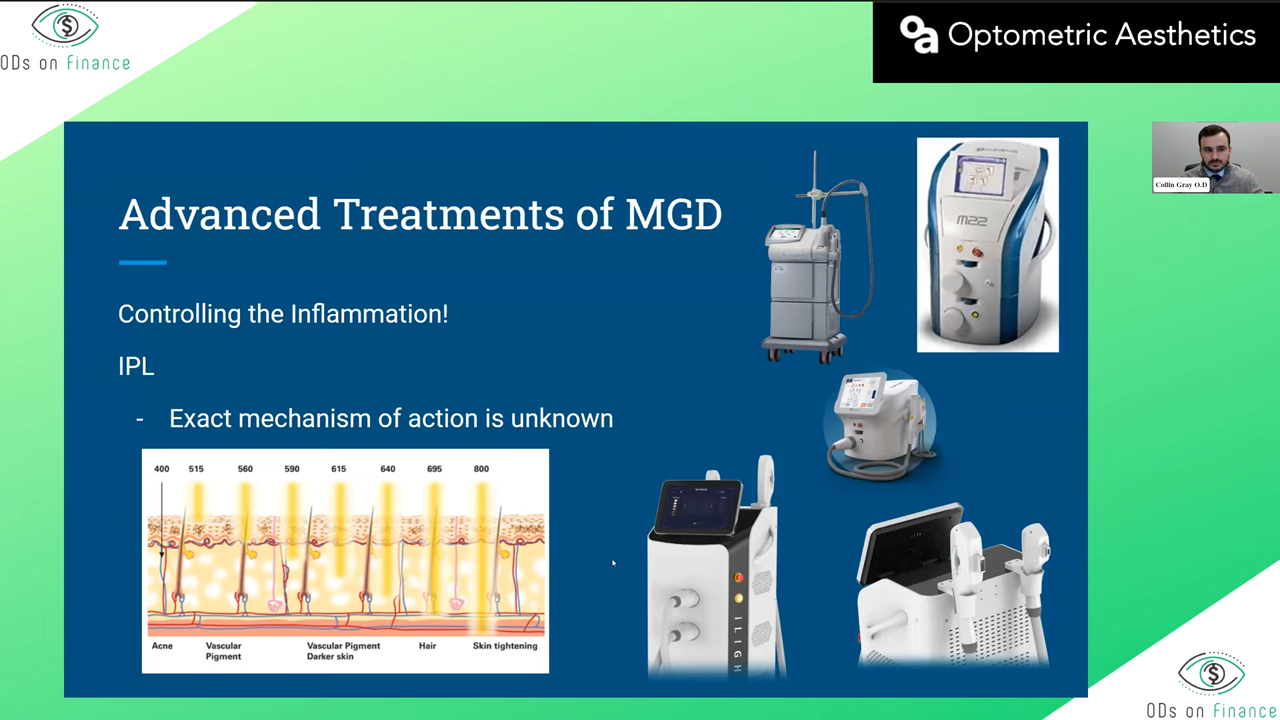 ODs on Finance
oa Optometric Aesthetics
Collin Gray O.D
Advanced Treatments of MGD
Controlling the Inflammation!
IPL
- Exact mechanism of action is unknown
M22
400 515 560 590 615 640 695 800
Acne Vascular Pigment Vascular Pigment Darker skin Hair Skin tightening
ILIGH
ODs on Finance